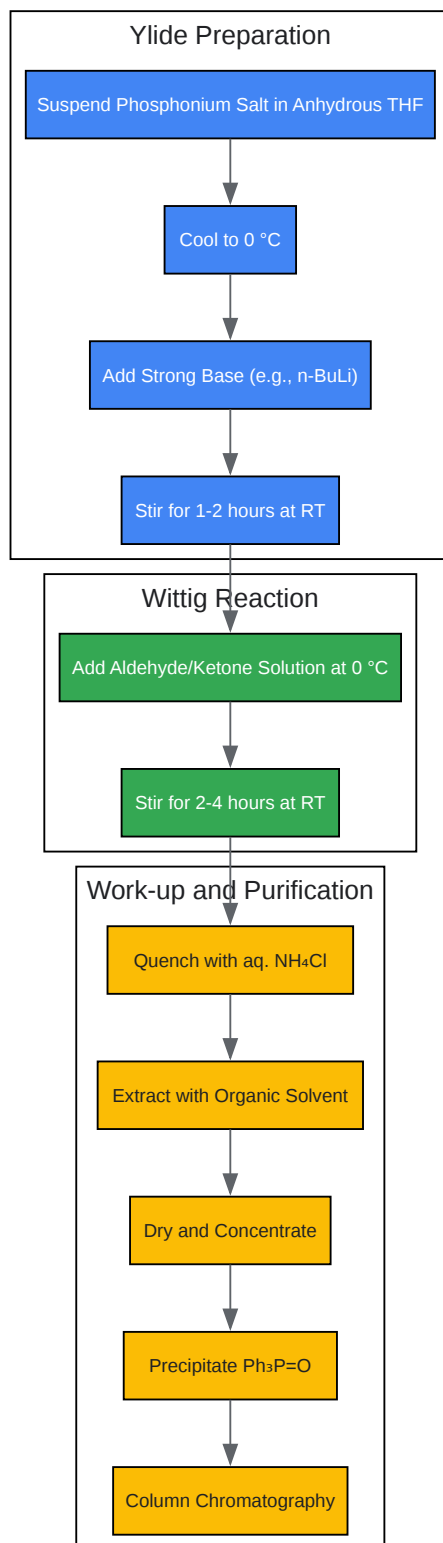 Ylide Preparation
Suspend Phosphonium Salt in Anhydrous THF
Cool to 0 °C
Add Strong Base (e.g., n-BuLi)
Stir for 1-2 hours at RT
Wittig Reaction
Add Aldehyde/Ketone Solution at 0 °C
Stir for 2-4 hours at RT
Work-up and Purification
Quench with aq. NH₄Cl
Extract with Organic Solvent
Dry and Concentrate
Precipitate Ph₃P=O
Column Chromatography